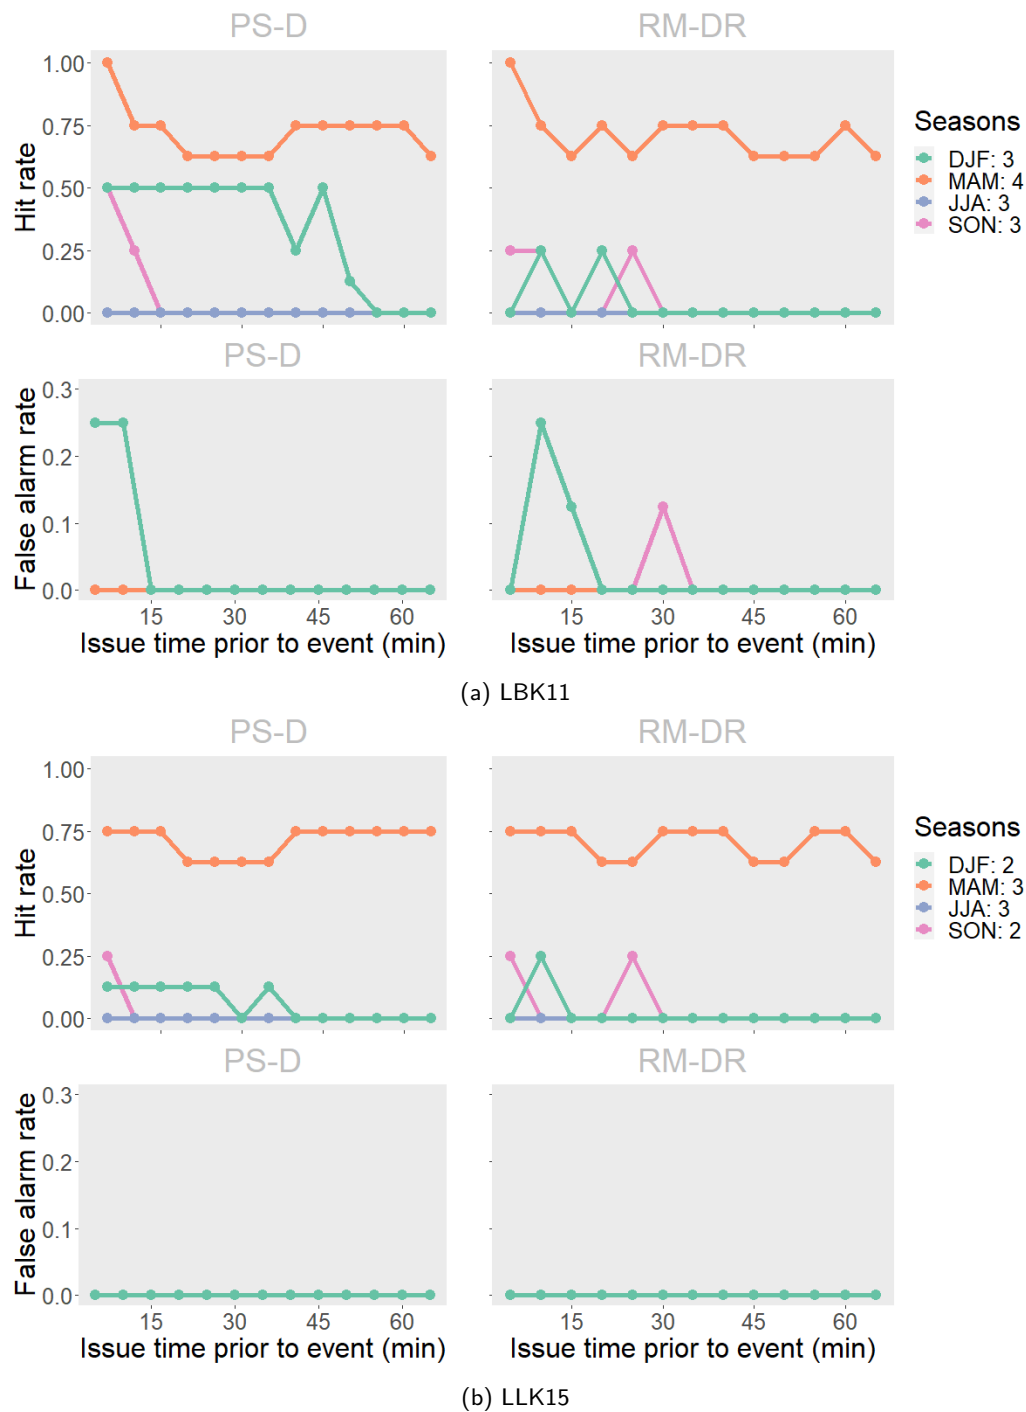 PS-D RM-DR
Hit rate
1.00
0.75
0.50
0.25
0.00
Seasons
DJF: 3
MAM: 4
JJA: 3
SON: 3
PS-D RM-DR
False alarm rate
0.3
0.2
0.1
0.0
15 30 45 60 15 30 45 60
Issue time prior to event (min) Issue time prior to event (min)
(a) LBK11
PS-D RM-DR
Hit rate
1.00
0.75
0.50
0.25
0.00
Seasons
DJF: 2
MAM: 3
JJA: 3
SON: 2
PS-D RM-DR
False alarm rate
0.3
0.2
0.1
0.0
15 30 45 60 15 30 45 60
Issue time prior to event (min) Issue time prior to event (min)
(b) LLK15